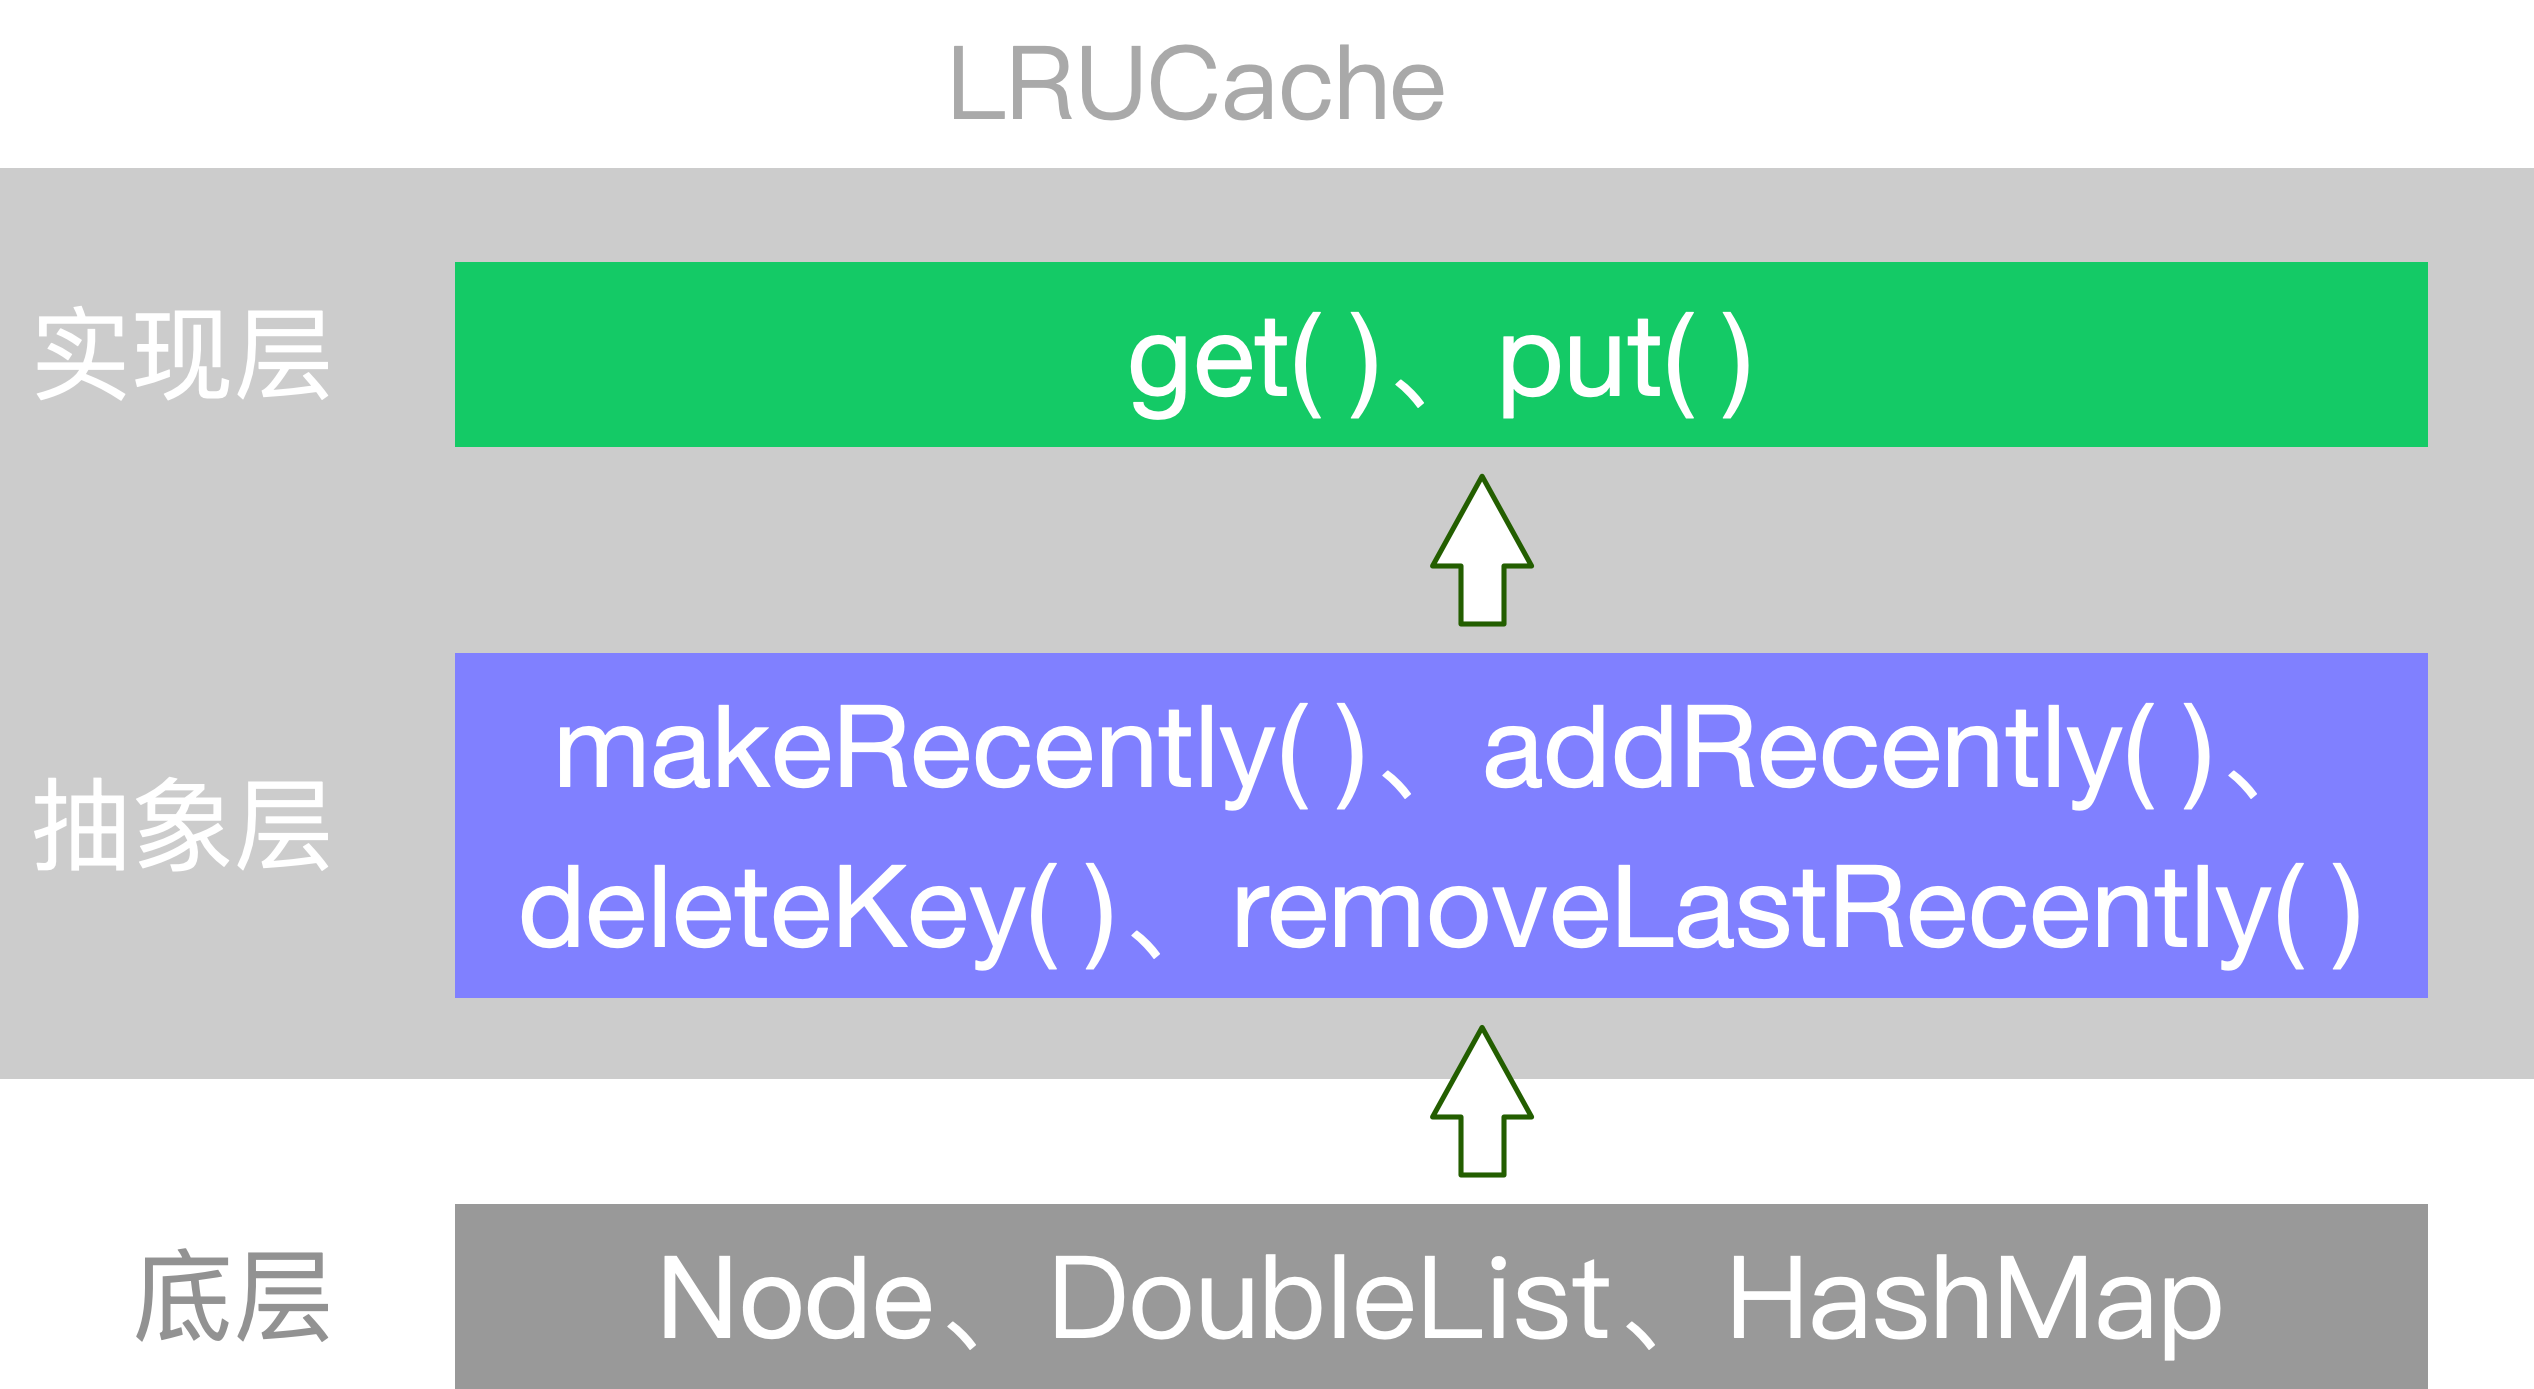 LRUCache
实现层
get( )、put( )
抽象层
makeRecently( )、addRecently( )、
deleteKey( )、removeLastRecently( )
底层
Node、DoubleList、HashMap